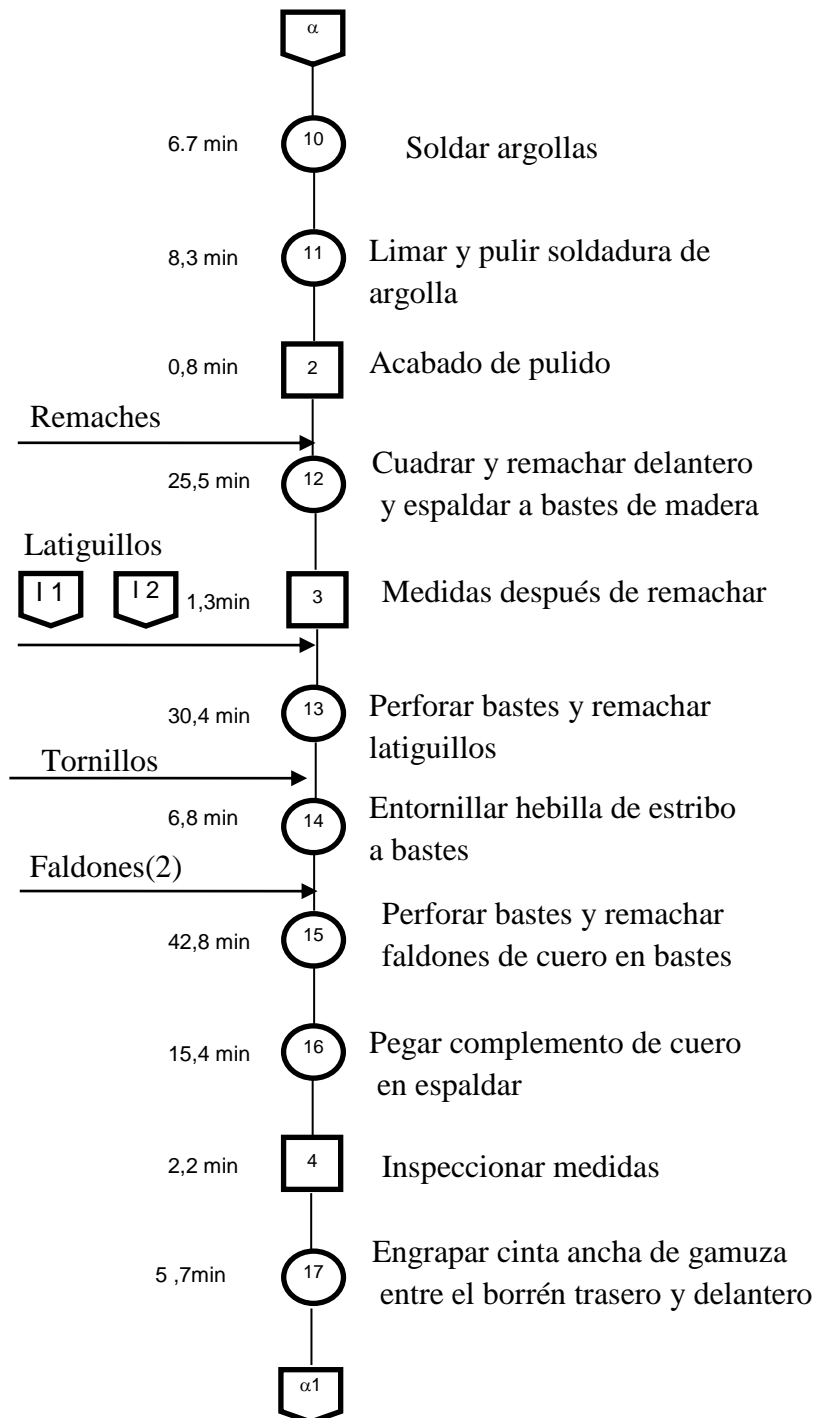 α
6.7 min
10
Soldar argollas
8,3 min
11
Limar y pulir soldadura de
argolla
0,8 min
2
Acabado de pulido
Remaches
25,5 min
12
Cuadrar y remachar delantero
y espaldar a bastes de madera
Latiguillos
I 1
I 2
1,3min
3
Medidas después de remachar
30,4 min
13
Perforar bastes y remachar
latiguillos
Tornillos
6,8 min
14
Entornillar hebilla de estribo
a bastes
Faldones(2)
42,8 min
15
Perforar bastes y remachar
faldones de cuero en bastes
15,4 min
16
Pegar complemento de cuero
en espaldar
2,2 min
4
Inspeccionar medidas
5 ,7min
17
Engrapar cinta ancha de gamuza
entre el borrén trasero y delantero
α1